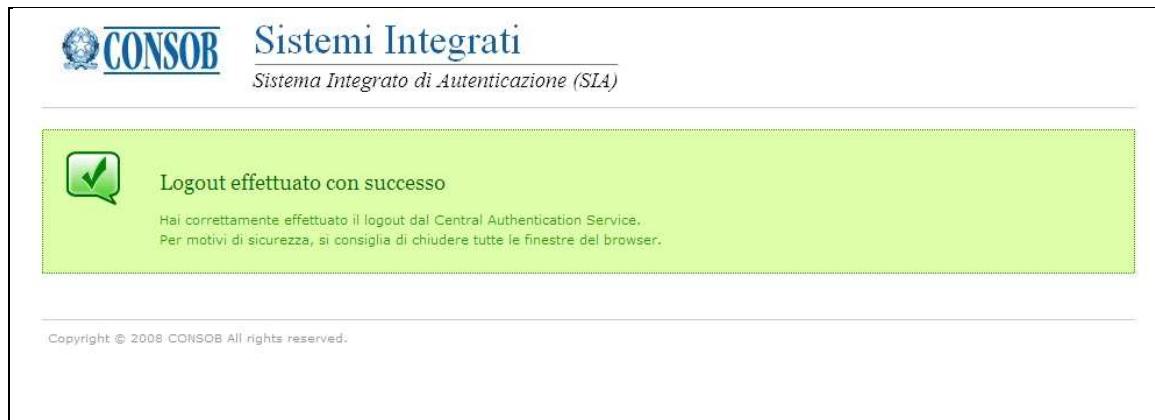 CONSOB
Sistemi Integrati
Sistema Integrato di Autenticazione (SIA)
Logout effettuato con successo
Hai correttamente effettuato il logout dal Central Authentication Service.
Per motivi di sicurezza, si consiglia di chiudere tutte le finestre del browser.
Copyright © 2008 CONSOB All rights reserved.